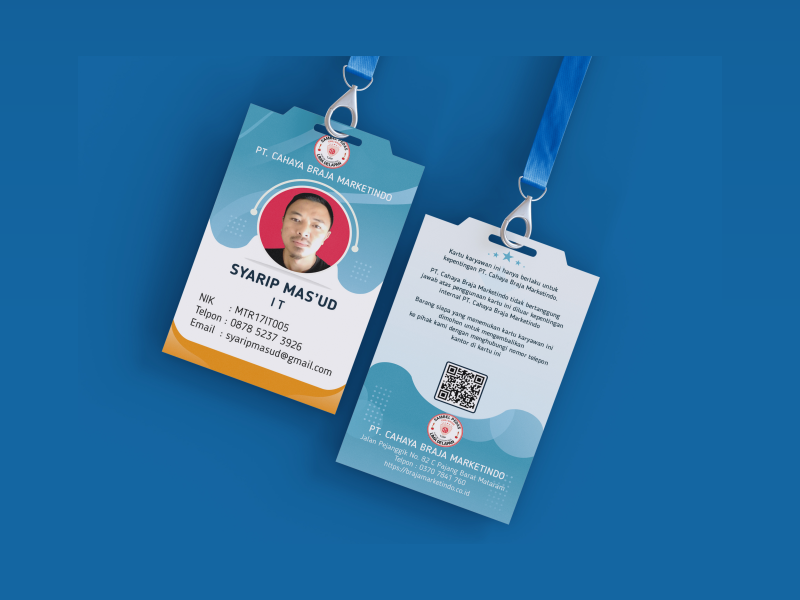 PT. CAHAYA BRAJA MARKETINDO
SYARIP MAS'UD
IT
NIK : MTR17IT005
Telpon : 0878 5237 3926
Email : syaripmasud@gmail.com
Kartu karyawan ini hanya berlaku untuk
kepentingan PT. Cahaya Braja Marketindo.
PT. Cahaya Braja Marketindo tidak bertanggung
jawab atas penggunaan kartu ini diluar kepentingan
internal PT. Cahaya Braja Marketindo
Barang siapa yang menemukan kartu karyawan ini
dimohon untuk mengembalikan
ke pihak kami dengan menghubungi nomor telepon
kantor di kartu ini
PT. CAHAYA BRAJA MARKETINDO
Jalan Pejanggik No. 82 C Pajang Barat Mataram
Telpon : 0370 7841 760
https://brajamarketindo.co.id